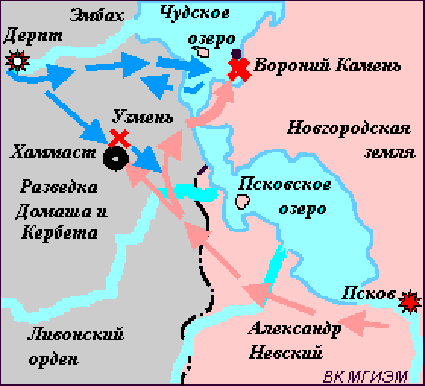 Эмбах
Чудское
озеро
Дерпт
Вороний Камень
Узмень
Новгородская
земля
Хаммаст
Разведка
Домаша и
Кербета
Псковское
озеро
Псков
Ливонский
орден
Александр
Невский
ВК МГИЭМ